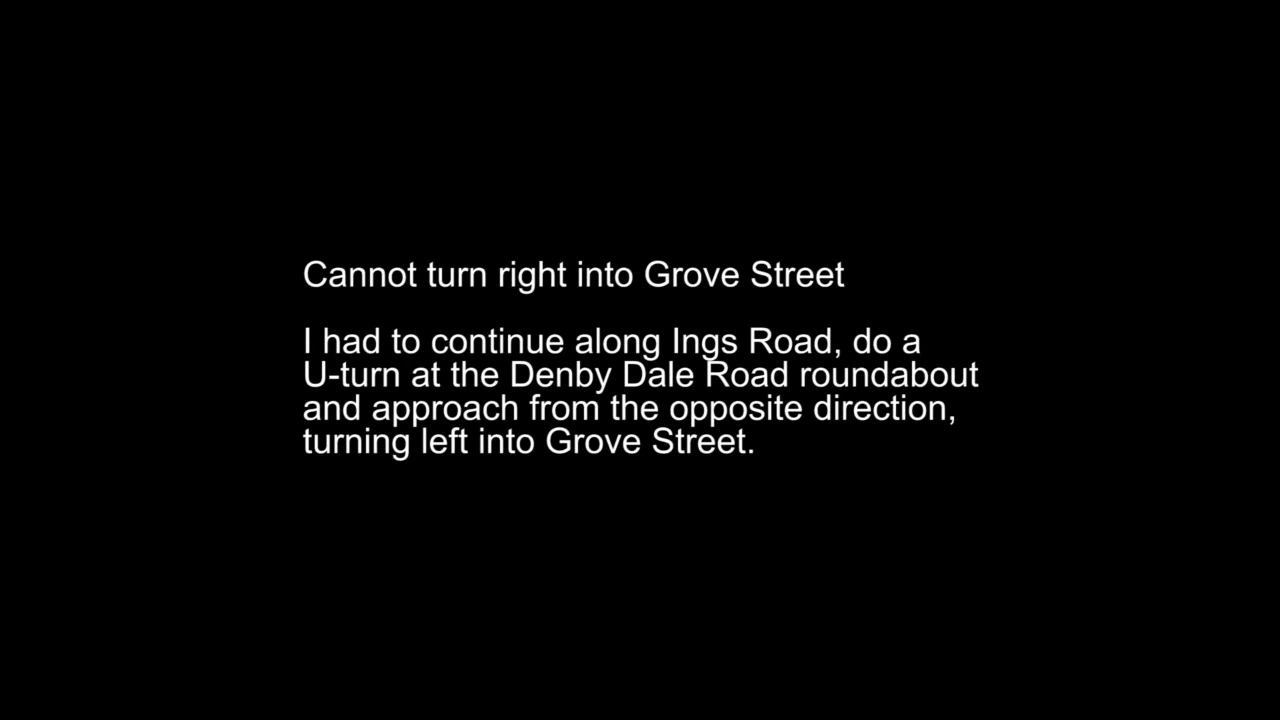 Cannot turn right into Grove Street
I had to continue along Ings Road, do a
U-turn at the Denby Dale Road roundabout
and approach from the opposite direction,
turning left into Grove Street.